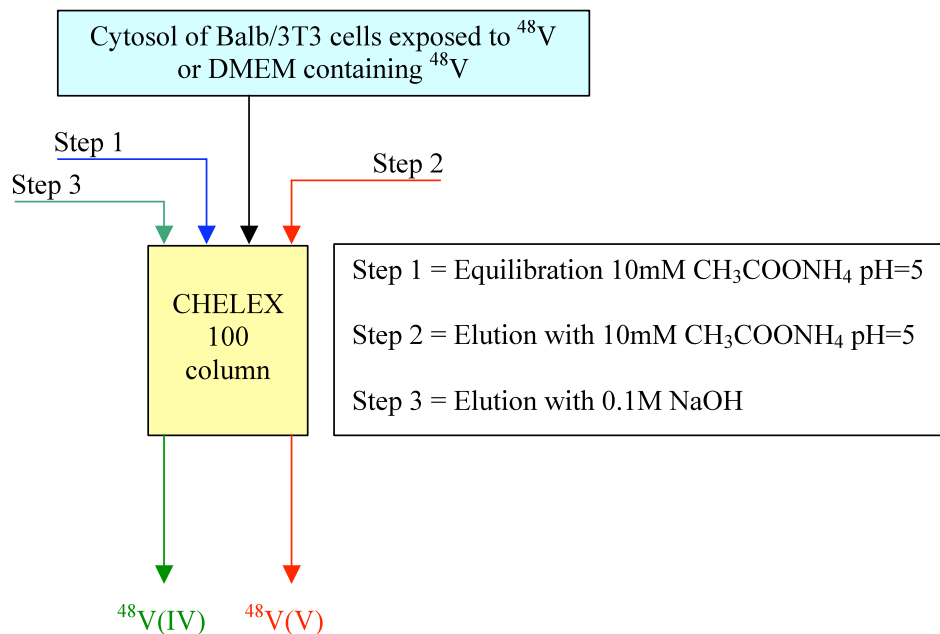 Cytosol of Balb/3T3 cells exposed to ⁴⁸V
or DMEM containing ⁴⁸V
Step 1
Step 2
Step 3
CHELEX
100
column
Step 1 = Equilibration 10mM CH₃COONH₄ pH=5
Step 2 = Elution with 10mM CH₃COONH₄ pH=5
Step 3 = Elution with 0.1M NaOH
⁴⁸V(IV)
⁴⁸V(V)